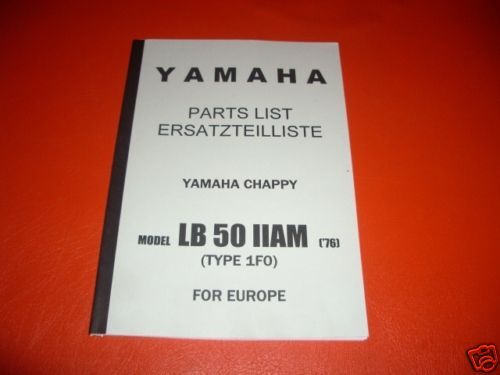 YAMAHA
PARTS LIST
ERSATZTEILLISTE
YAMAHA CHAPPY
MODEL LB 50 IIAM ('76)
(TYPE 1F0)
FOR EUROPE